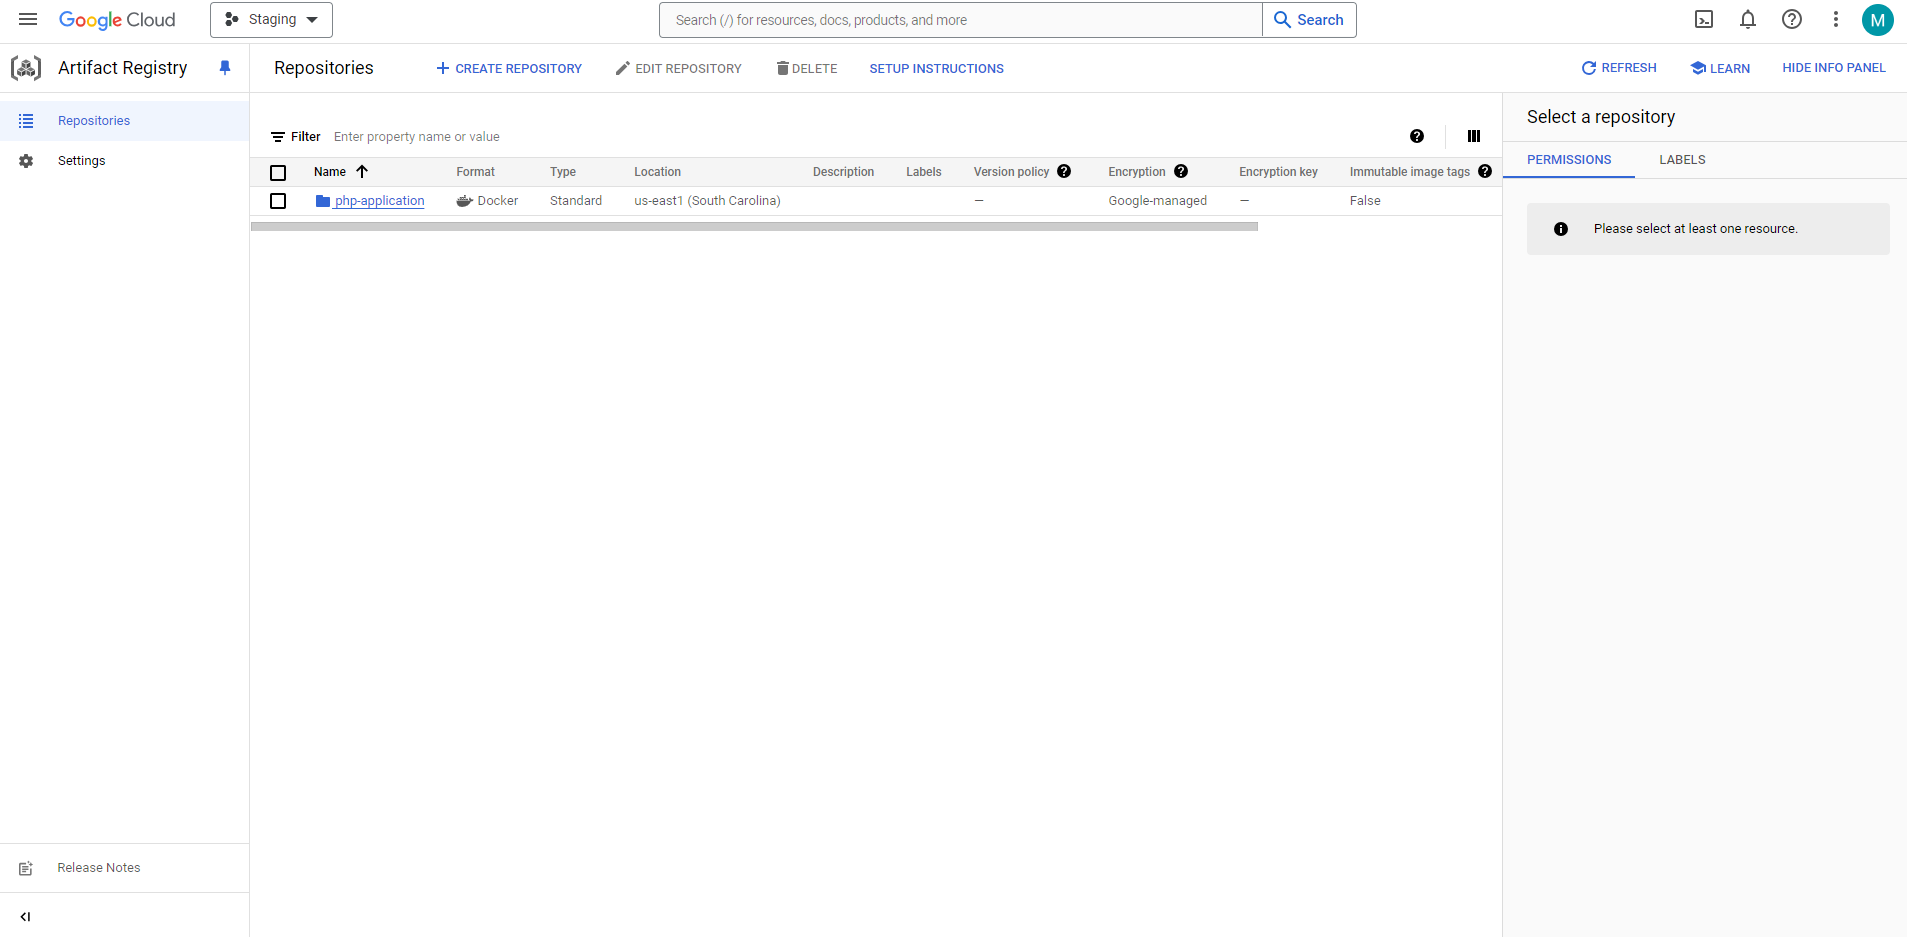 Google Cloud
Staging
Search (/) for resources, docs, products, and more
Search
M
Artifact Registry
Repositories
CREATE REPOSITORY
EDIT REPOSITORY
DELETE
SETUP INSTRUCTIONS
REFRESH
LEARN
HIDE INFO PANEL
Repositories
Settings
Filter Enter property name or value
Name Format Type Location Description Labels Version policy Encryption Encryption key Immutable image tags
php-application Docker Standard us-east1 (South Carolina) — Google-managed — False
Select a repository
PERMISSIONS LABELS
Please select at least one resource.
Release Notes